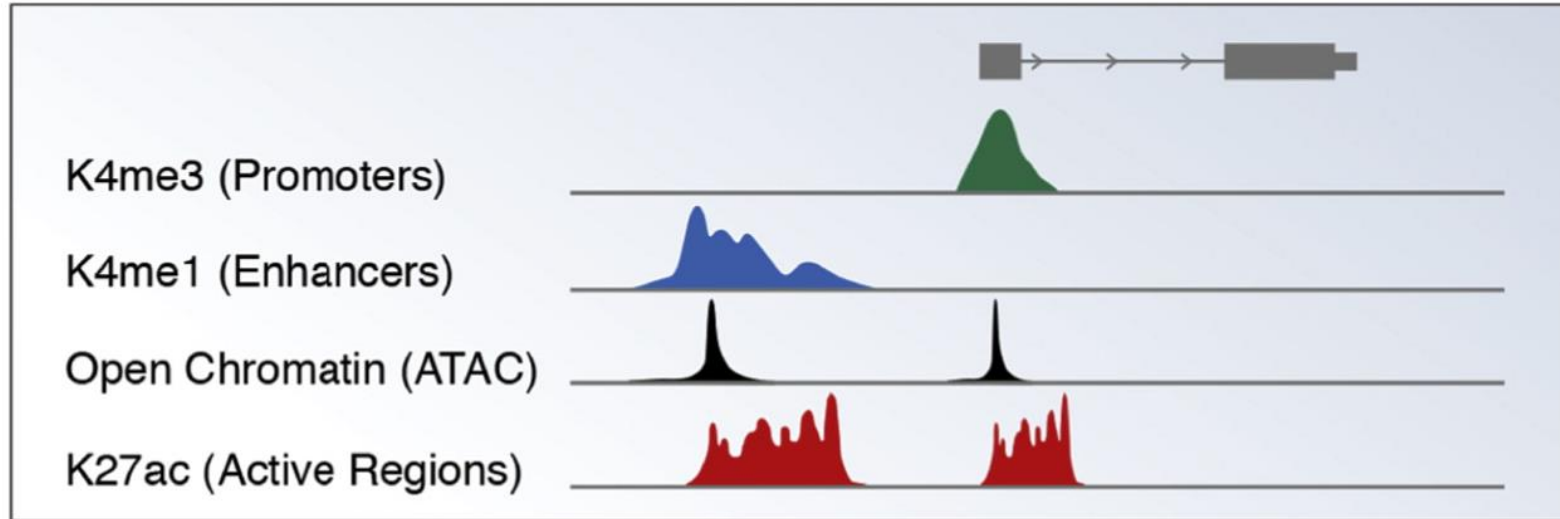 K4me3 (Promoters)
K4me1 (Enhancers)
Open Chromatin (ATAC)
K27ac (Active Regions)